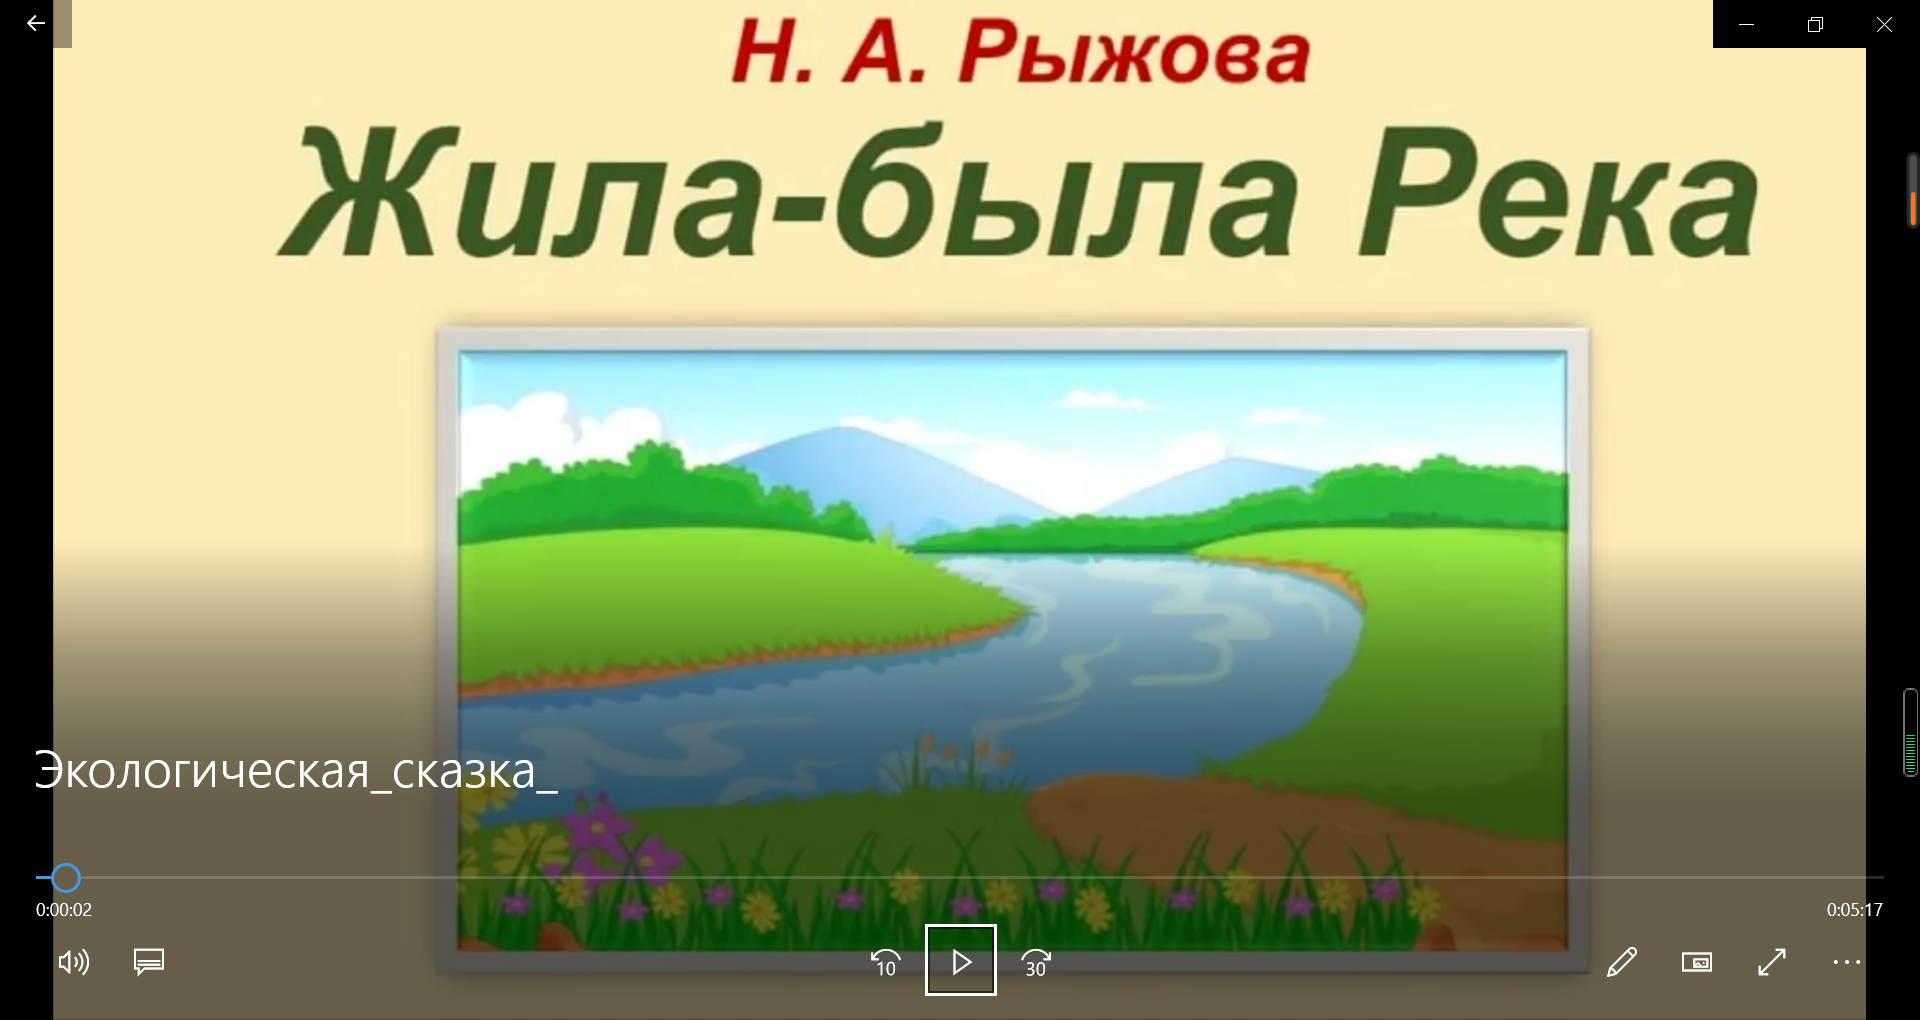 Н. А. Рыжова
Жила-была Река
Экологическая_сказка_
0:00:02
0:05:17
10
30